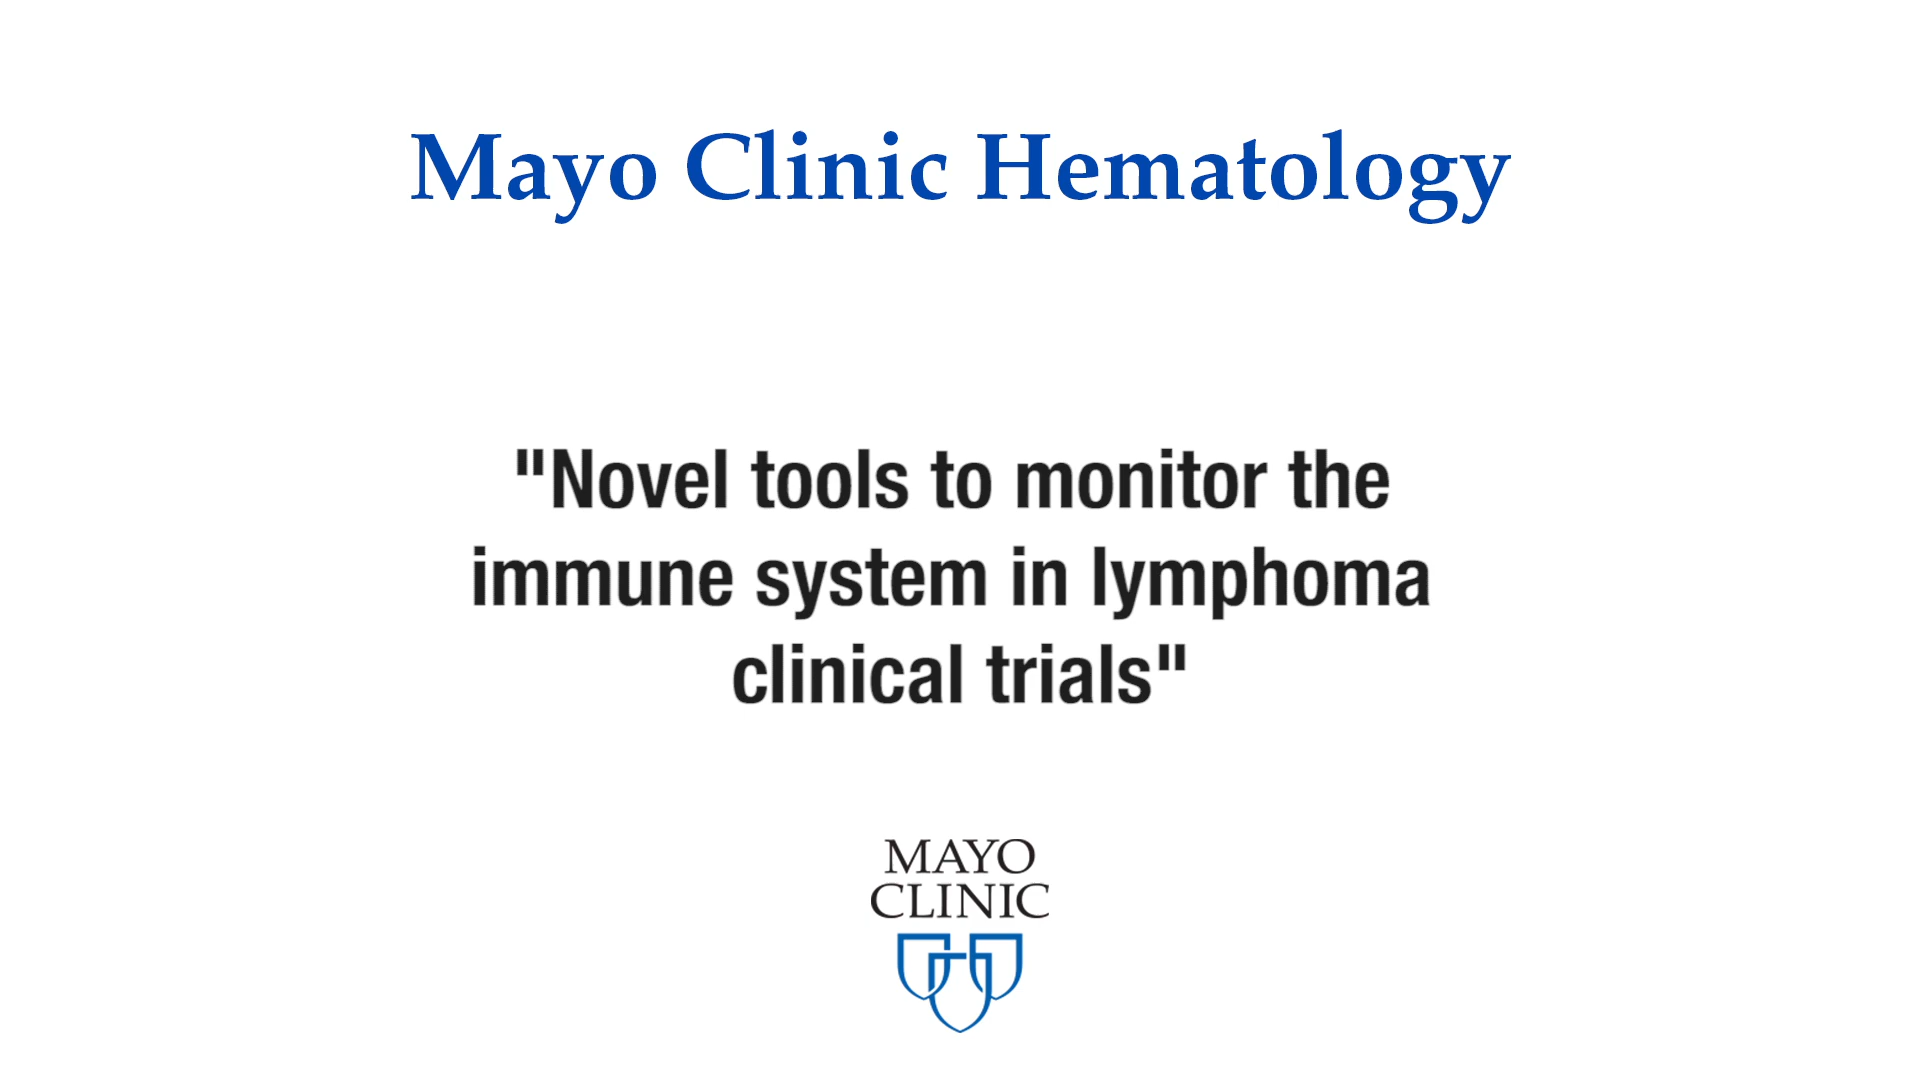 Mayo Clinic Hematology
"Novel tools to monitor the
immune system in lymphoma
clinical trials"
MAYO
CLINIC